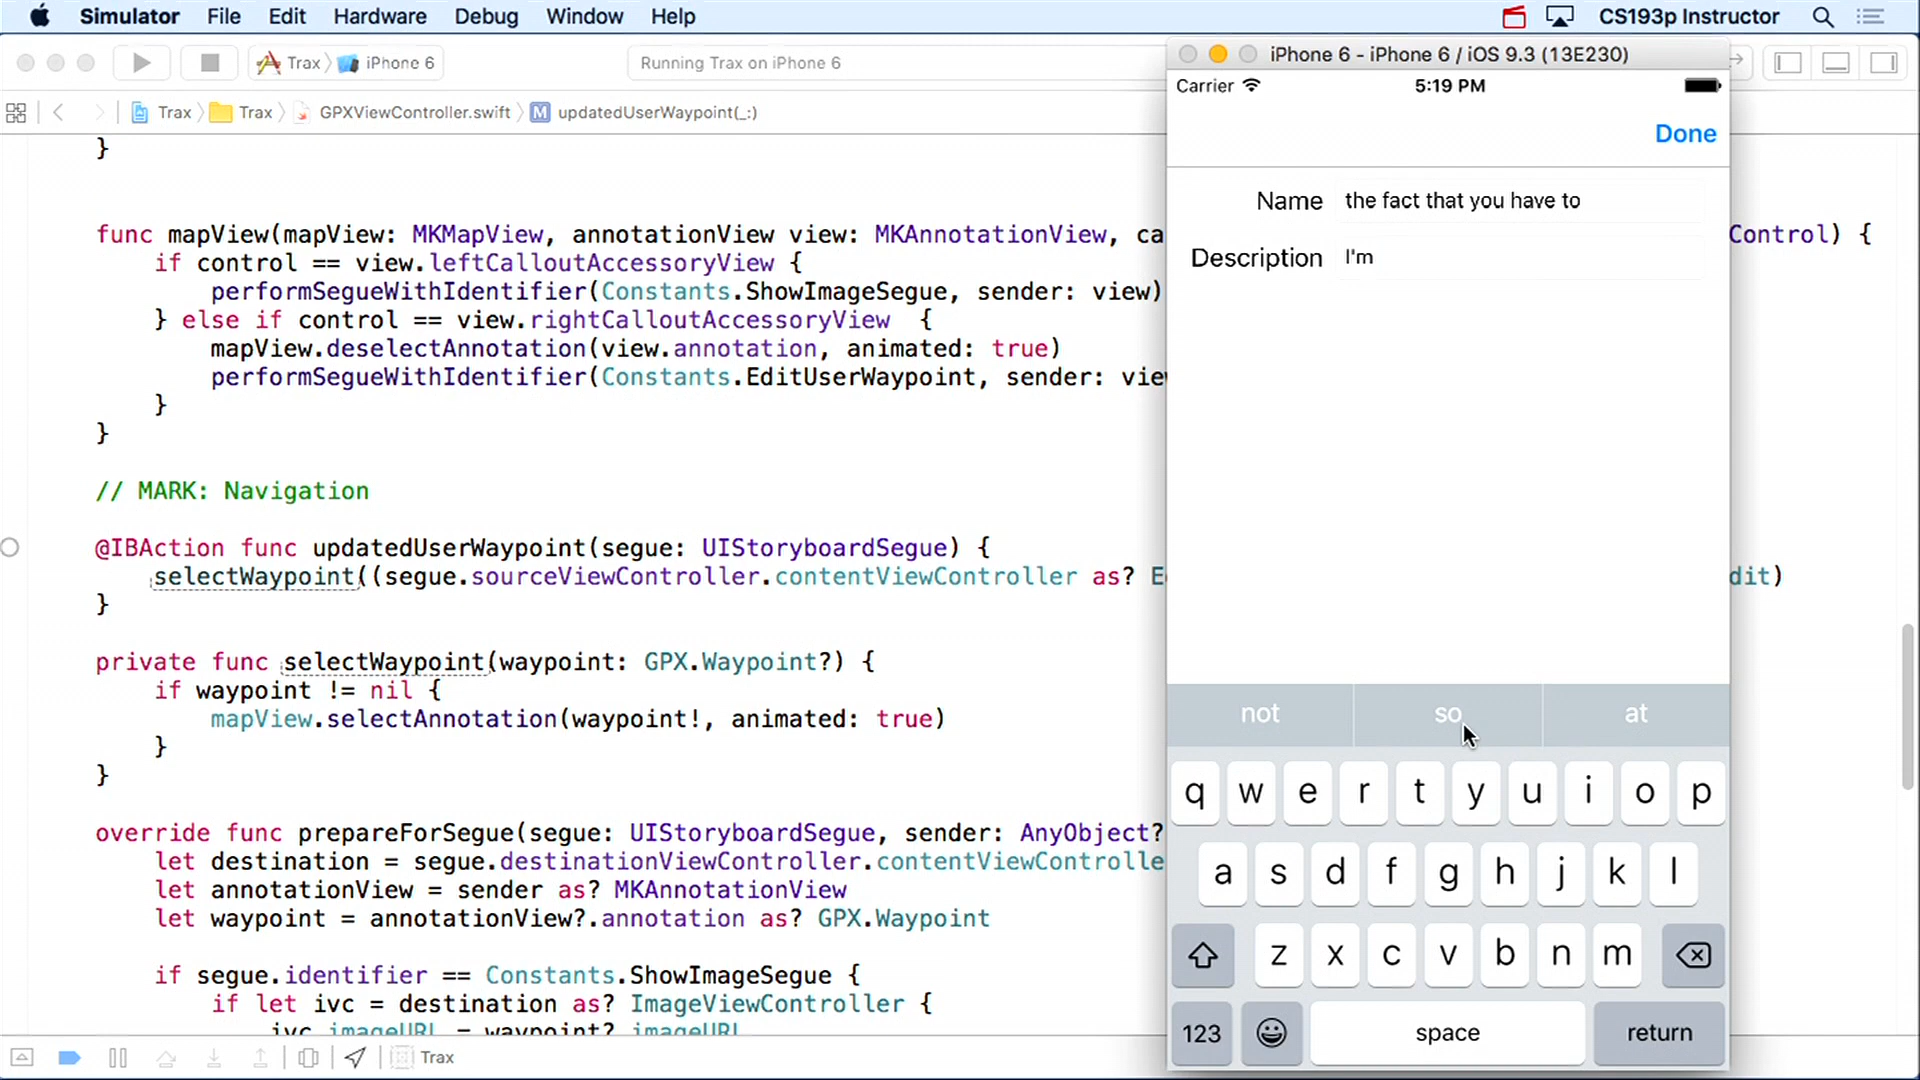 Simulator File Edit Hardware Debug Window Help CS193p Instructor
Trax iPhone 6 Running Trax on iPhone 6
Trax Trax GPXViewController.swift M updatedUserWaypoint(_:)
}
func mapView(mapView: MKMapView, annotationView view: MKAnnotationView, ca
Control) {
if control == view.leftCalloutAccessoryView {
performSegueWithIdentifier(Constants.ShowImageSegue, sender: view)
} else if control == view.rightCalloutAccessoryView {
mapView.deselectAnnotation(view.annotation, animated: true)
performSegueWithIdentifier(Constants.EditUserWaypoint, sender: view
}
}
// MARK: Navigation
@IBAction func updatedUserWaypoint(segue: UIStoryboardSegue) {
selectWaypoint((segue.sourceViewController.contentViewController as? E
dit)
}
private func selectWaypoint(waypoint: GPX.Waypoint?) {
if waypoint != nil {
mapView.selectAnnotation(waypoint!, animated: true)
}
}
override func prepareForSegue(segue: UIStoryboardSegue, sender: AnyObject?
let destination = segue.destinationViewController.contentViewControlle
let annotationView = sender as? MKAnnotationView
let waypoint = annotationView?.annotation as? GPX.Waypoint
if segue.identifier == Constants.ShowImageSegue {
if let ivc = destination as? ImageViewController {
ivc.imageURL = waypoint?.imageURL
Trax
iPhone 6 - iPhone 6 / iOS 9.3 (13E230)
Carrier 5:19 PM
Done
Name the fact that you have to
Description I'm
not so at
q w e r t y u i o p
a s d f g h j k l
z x c v b n m
123 space return